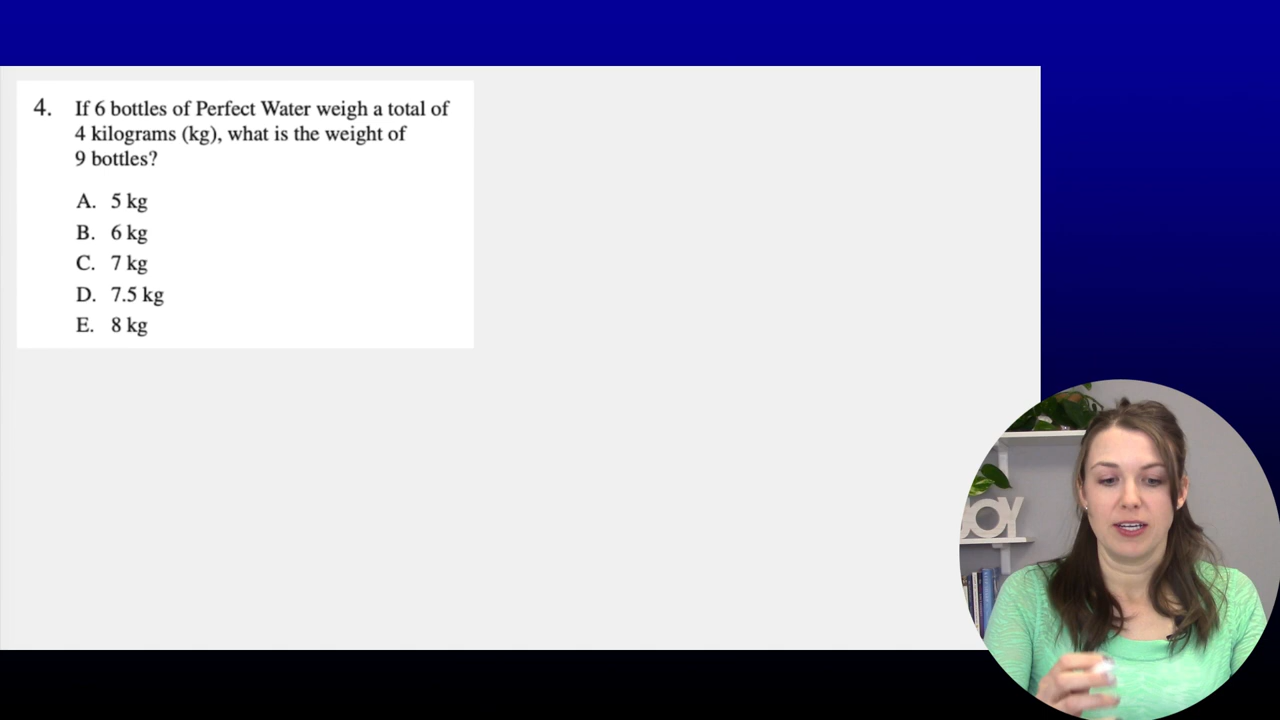 4. If 6 bottles of Perfect Water weigh a total of
4 kilograms (kg), what is the weight of
9 bottles?
A. 5 kg
B. 6 kg
C. 7 kg
D. 7.5 kg
E. 8 kg
JOY